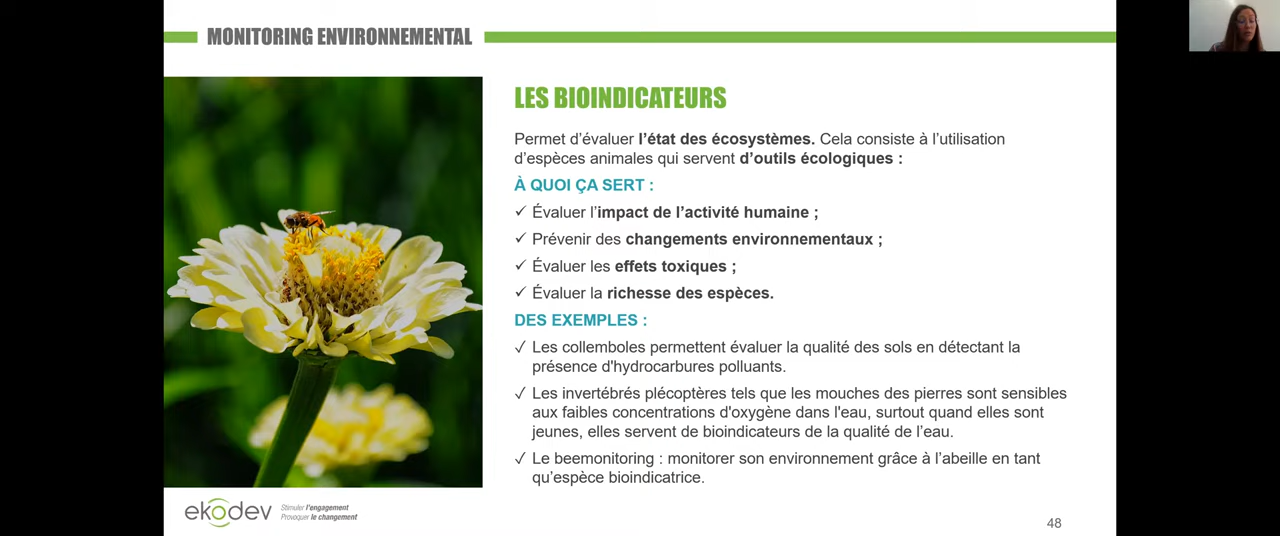 MONITORING ENVIRONNEMENTAL
LES BIOINDICATEURS
Permet d’évaluer l’état des écosystèmes. Cela consiste à l’utilisation
d’espèces animales qui servent d’outils écologiques :
À QUOI ÇA SERT :
✓ Évaluer l’impact de l’activité humaine ;
✓ Prévenir des changements environnementaux ;
✓ Évaluer les effets toxiques ;
✓ Évaluer la richesse des espèces.
DES EXEMPLES :
✓ Les collemboles permettent évaluer la qualité des sols en détectant la
présence d'hydrocarbures polluants.
✓ Les invertébrés plécoptères tels que les mouches des pierres sont sensibles
aux faibles concentrations d'oxygène dans l'eau, surtout quand elles sont
jeunes, elles servent de bioindicateurs de la qualité de l’eau.
✓ Le beemonitoring : monitorer son environnement grâce à l’abeille en tant
qu’espèce bioindicatrice.
ekodev
Stimuler l'engagement
Provoquer le changement
48